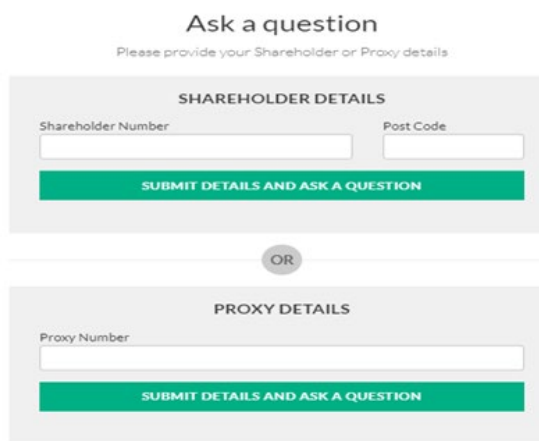 Ask a question
Please provide your Shareholder or Proxy details
SHAREHOLDER DETAILS
Shareholder Number Post Code
SUBMIT DETAILS AND ASK A QUESTION
OR
PROXY DETAILS
Proxy Number
SUBMIT DETAILS AND ASK A QUESTION